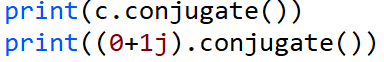 print(c.conjugate())
print((0+1j).conjugate())